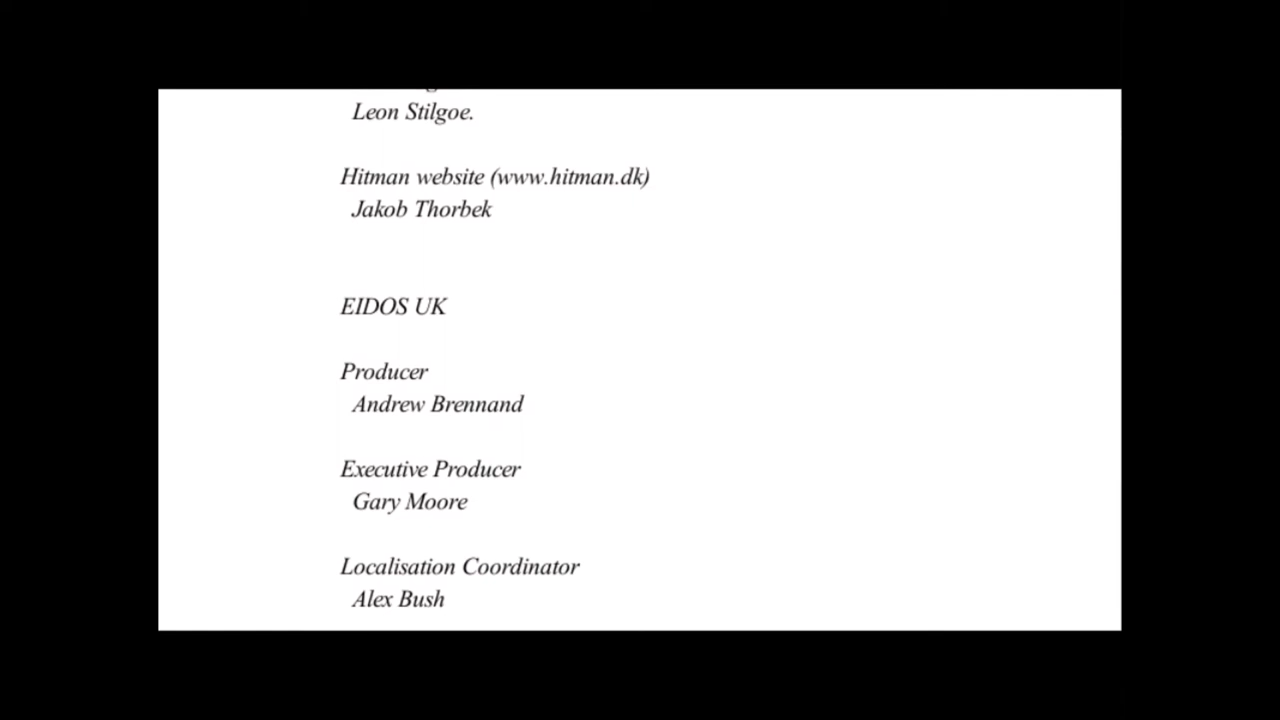 Leon Stilgoe.
Hitman website (www.hitman.dk)
Jakob Thorbek
EIDOS UK
Producer
Andrew Brennand
Executive Producer
Gary Moore
Localisation Coordinator
Alex Bush